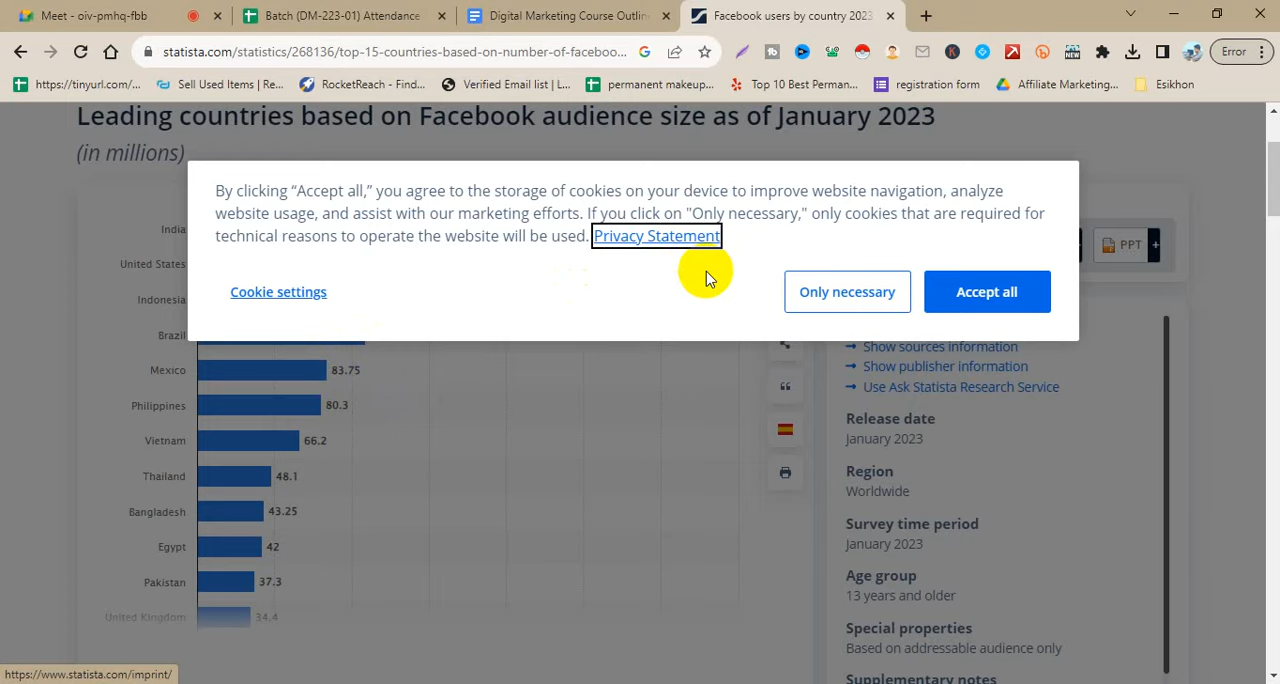 Meet - oiv-pmhq-fbb
Batch (DM-223-01) Attendance
Digital Marketing Course Outlin
Facebook users by country 2023
statista.com/statistics/268136/top-15-countries-based-on-number-of-faceboo...
Error
https://tinyurl.com/...
Sell Used Items | Re...
RocketReach - Find...
Verified Email list | L...
permanent makeup...
Top 10 Best Perman...
registration form
Affiliate Marketing...
Esikhon
Leading countries based on Facebook audience size as of January 2023
(in millions)
By clicking “Accept all,” you agree to the storage of cookies on your device to improve website navigation, analyze
website usage, and assist with our marketing efforts. If you click on "Only necessary," only cookies that are required for
technical reasons to operate the website will be used. Privacy Statement
Cookie settings
Only necessary
Accept all
PPT +
India
United States
Indonesia
Brazil
Mexico 83.75
Philippines 80.3
Vietnam 66.2
Thailand 48.1
Bangladesh 43.25
Egypt 42
Pakistan 37.3
United Kingdom 34.4
→ Show sources information
→ Show publisher information
→ Use Ask Statista Research Service
Release date
January 2023
Region
Worldwide
Survey time period
January 2023
Age group
13 years and older
Special properties
Based on addressable audience only
Supplementary notes
https://www.statista.com/imprint/